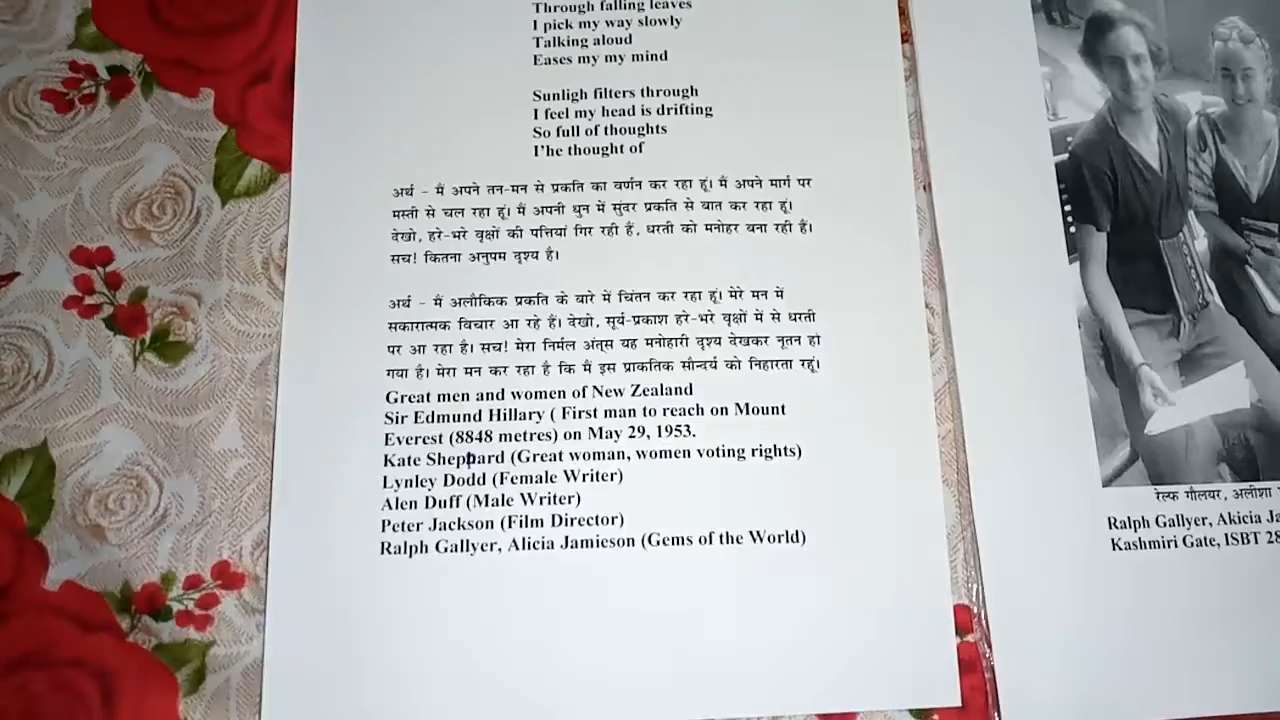 Through falling leaves
I pick my way slowly
Talking aloud
Eases my my mind
Sunligh filters through
I feel my head is drifting
So full of thoughts
I'he thought of
अर्थ - मैं अपने तन-मन से प्रकति का वर्णन कर रहा हूं। मैं अपने मार्ग पर
मस्ती से चल रहा हूं। मैं अपनी धुन में सुंदर प्रकति से बात कर रहा हूं।
देखो, हरे-भरे वृक्षों की पत्तियां गिर रही हैं, धरती को मनोहर बना रही हैं।
सच! कितना अनुपम दृश्य है।
अर्थ - मैं अलौकिक प्रकति के बारे में चिंतन कर रहा हूं। मेरे मन में
सकारात्मक विचार आ रहे हैं। देखो, सूर्य-प्रकाश हरे-भरे वृक्षों में से धरती
पर आ रहा है। सच! मेरा निर्मल अंत्स यह मनोहारी दृश्य देखकर नूतन हो
गया है। मेरा मन कर रहा है कि मैं इस प्राकतिक सौन्दर्य को निहारता रहूं।
Great men and women of New Zealand
Sir Edmund Hillary ( First man to reach on Mount
Everest (8848 metres) on May 29, 1953.
Kate Sheppard (Great woman, women voting rights)
Lynley Dodd (Female Writer)
Alen Duff (Male Writer)
Peter Jackson (Film Director)
Ralph Gallyer, Alicia Jamieson (Gems of the World)
रेल्फ गौलयर, अलीशा
Ralph Gallyer, Akicia Ja
Kashmiri Gate, ISBT 28